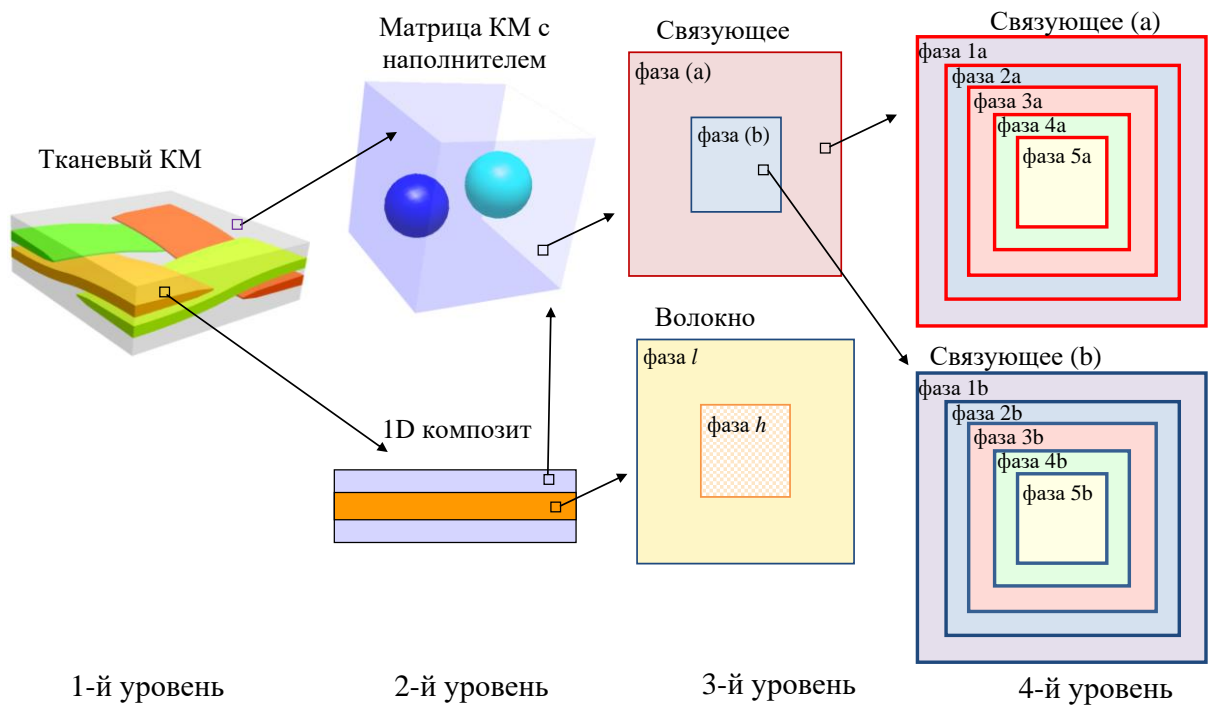 Тканевый КМ
Матрица КМ с
наполнителем
1D композит
Связующее
фаза (a)
фаза (b)
Волокно
фаза l
фаза h
Связующее (a)
фаза 1a
фаза 2a
фаза 3a
фаза 4a
фаза 5a
Связующее (b)
фаза 1b
фаза 2b
фаза 3b
фаза 4b
фаза 5b
1-й уровень
2-й уровень
3-й уровень
4-й уровень